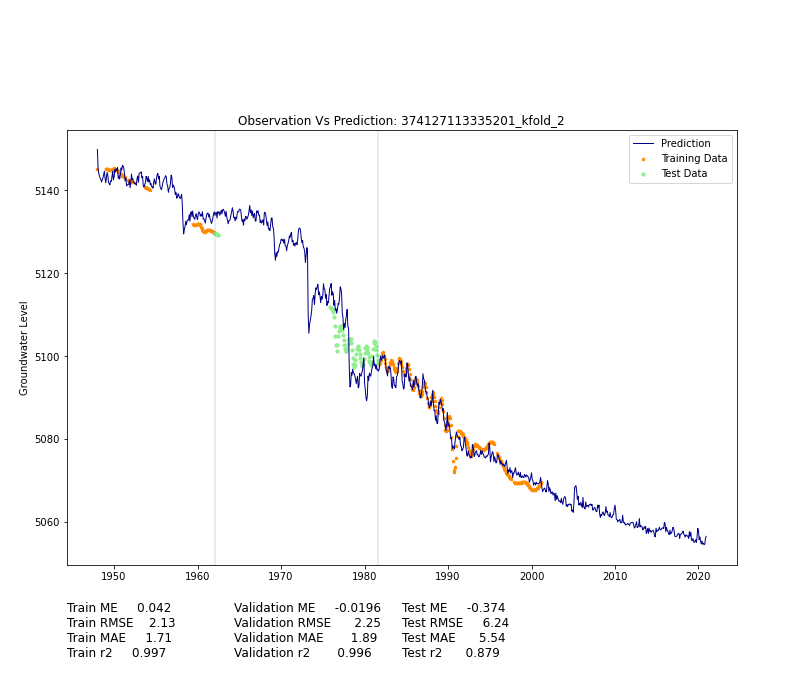 Observation Vs Prediction: 374127113335201_kfold_2
Prediction
Training Data
Test Data
Groundwater Level
5140
5120
5100
5080
5060
1950 1960 1970 1980 1990 2000 2010 2020
Train ME 0.042 Validation ME -0.0196 Test ME -0.374
Train RMSE 2.13 Validation RMSE 2.25 Test RMSE 6.24
Train MAE 1.71 Validation MAE 1.89 Test MAE 5.54
Train r2 0.997 Validation r2 0.996 Test r2 0.879